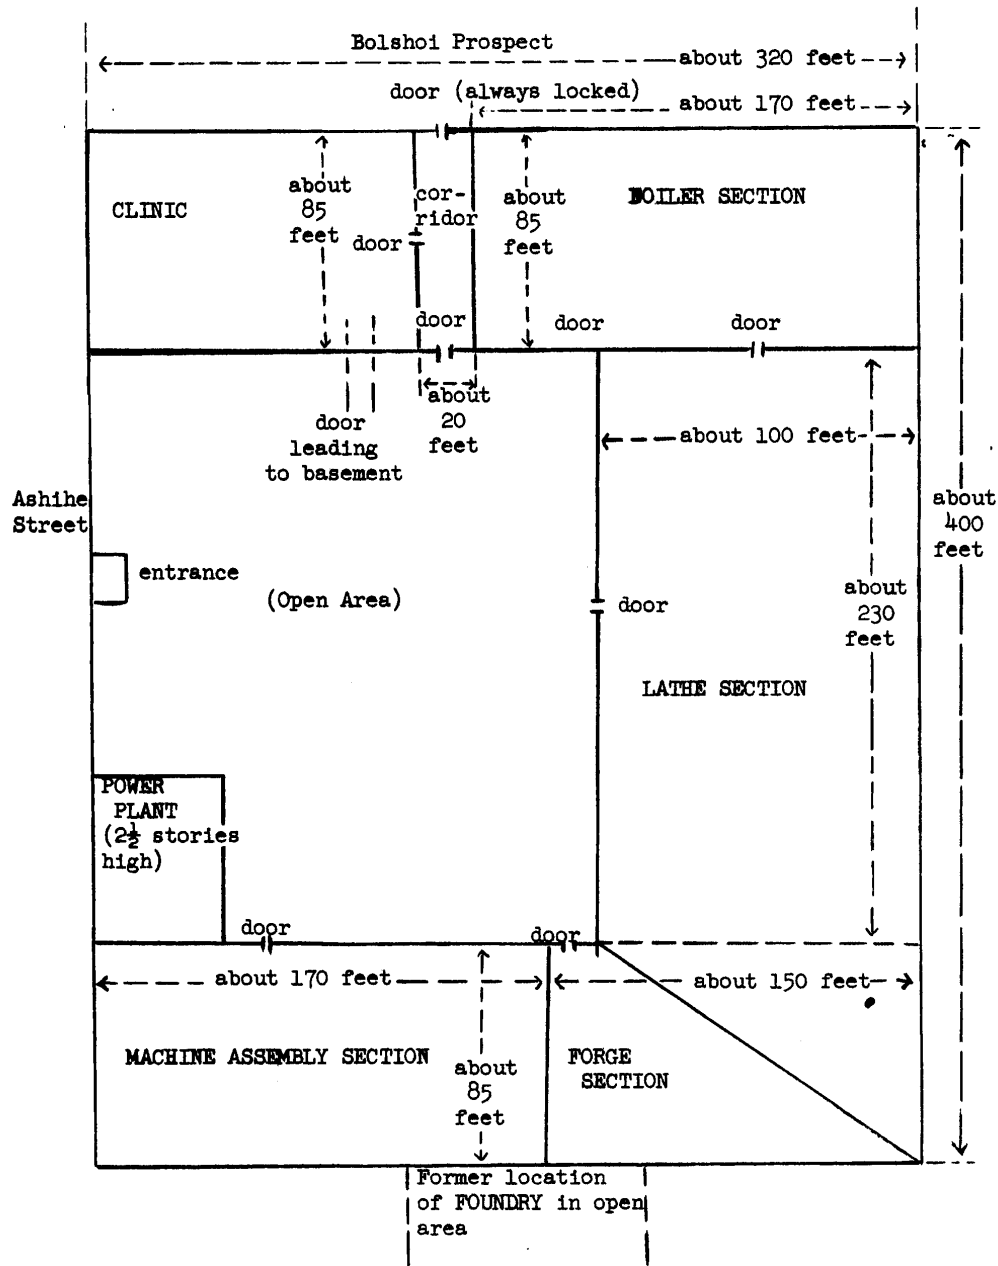 Bolshoi Prospect
about 320 feet
door (always locked)
about 170 feet
CLINIC
about
85
feet
cor-
ridor
door
about
85
feet
BOILER SECTION
door
door
door
about
20
feet
door
leading
to basement
about 100 feet
Ashihe
Street
about
400
feet
entrance
(Open Area)
door
about
230
feet
LATHE SECTION
POWER
PLANT
(2½ stories
high)
door
door
about 170 feet
about 150 feet
MACHINE ASSEMBLY SECTION
about
85
feet
FORGE
SECTION
Former location
of FOUNDRY in open
area